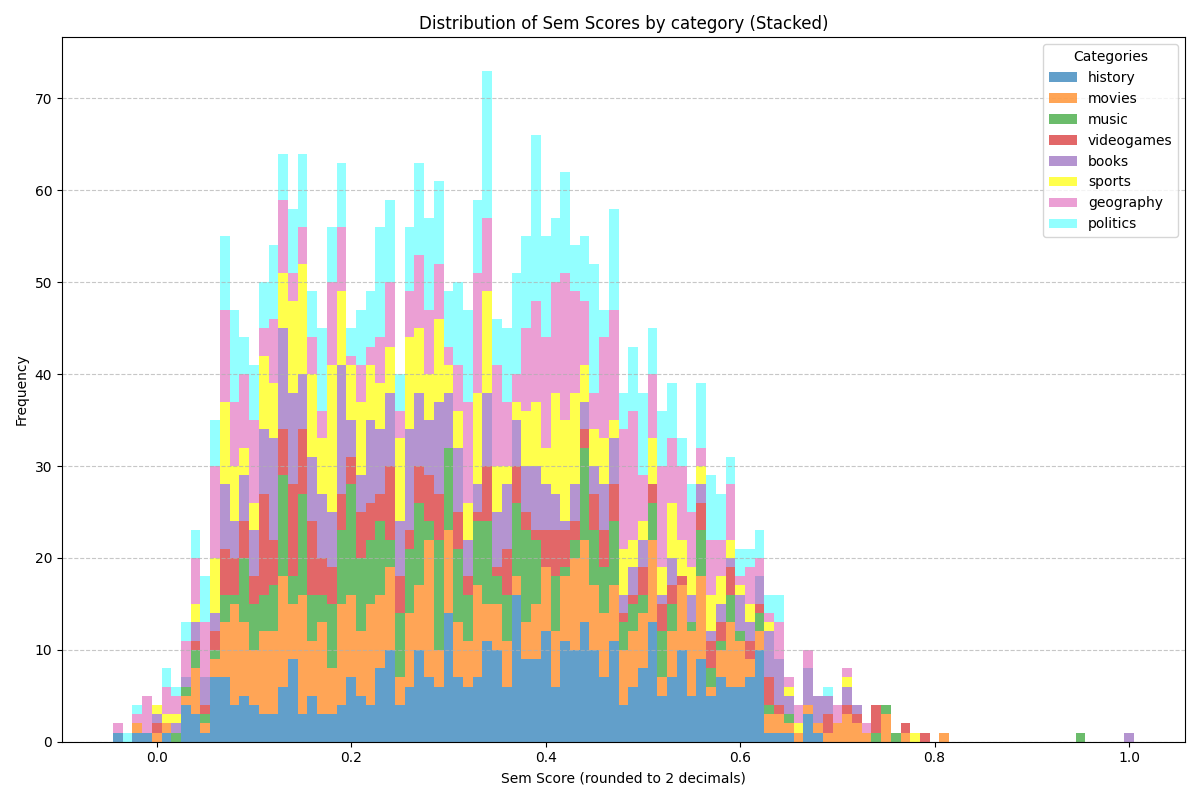 Distribution of Sem Scores by category (Stacked)
Categories
history
movies
music
videogames
books
sports
geography
politics
Frequency
70
60
50
40
30
20
10
0
0.0 0.2 0.4 0.6 0.8 1.0
Sem Score (rounded to 2 decimals)